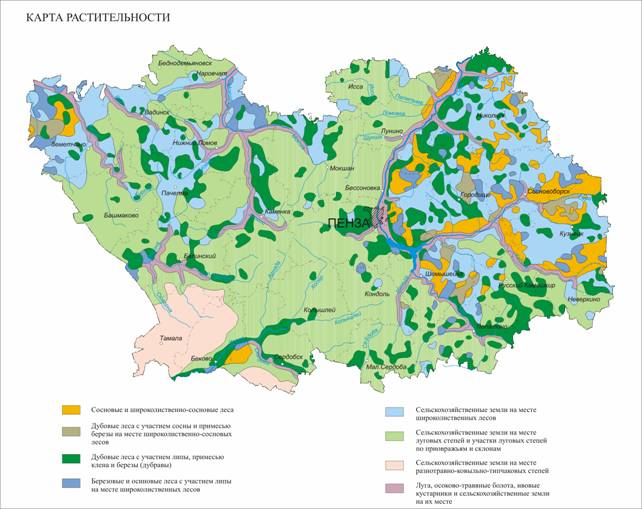 КАРТА РАСТИТЕЛЬНОСТИ
Беднодемьяновск
Наровчат
Исса
Вадинск
Лунино
Никольск
Земетчино
Нижний Ломов
Мокшан
Бессоновка
Пачелма
Городище
Сосновоборск
Башмаково
Каменка
ПЕНЗА
Кузнецк
Белинский
Шемышейка
Русский Камешкир
Кондоль
Неверкино
Колышлей
Тамала
Лопатино
Беково
Сердобск
Мал.Сердоба
Сосновые и широколиственно-сосновые леса
Дубовые леса с участием сосны и примесью
березы на месте широколиственно-сосновых
лесов
Дубовые леса с участием липы, примесью
клена и березы (дубравы)
Березовые и осиновые леса с участием липы
на месте широколиственных лесов
Сельскохозяйственные земли на месте
широколиственных лесов
Сельскохозяйственные земли на месте
луговых степей и участки луговых степей
по приовражьям и склонам
Сельскохозяйственные земли на месте
разнотравно-ковыльно-типчаковых степей
Луга, осоково-травяные болота, ивовые
кустарники и сельскохозяйственные земли
на их месте